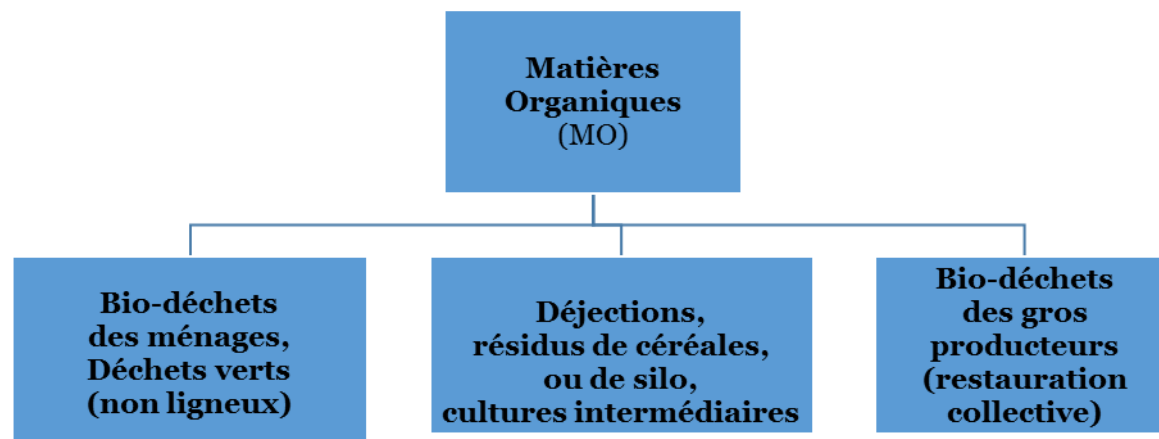 Matières
Organiques
(MO)
Bio-déchets
des ménages,
Déchets verts
(non ligneux)
Déjections,
résidus de céréales,
ou de silo,
cultures intermédiaires
Bio-déchets
des gros
producteurs
(restauration
collective)